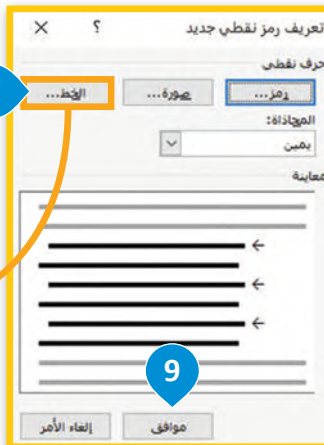 تعريف رمز نقطي جديد ؟ ×
حرف نقطي
رمز... صورة... الخط...
المحاذاة:
يمين
معاينة
9
موافق إلغاء الأمر